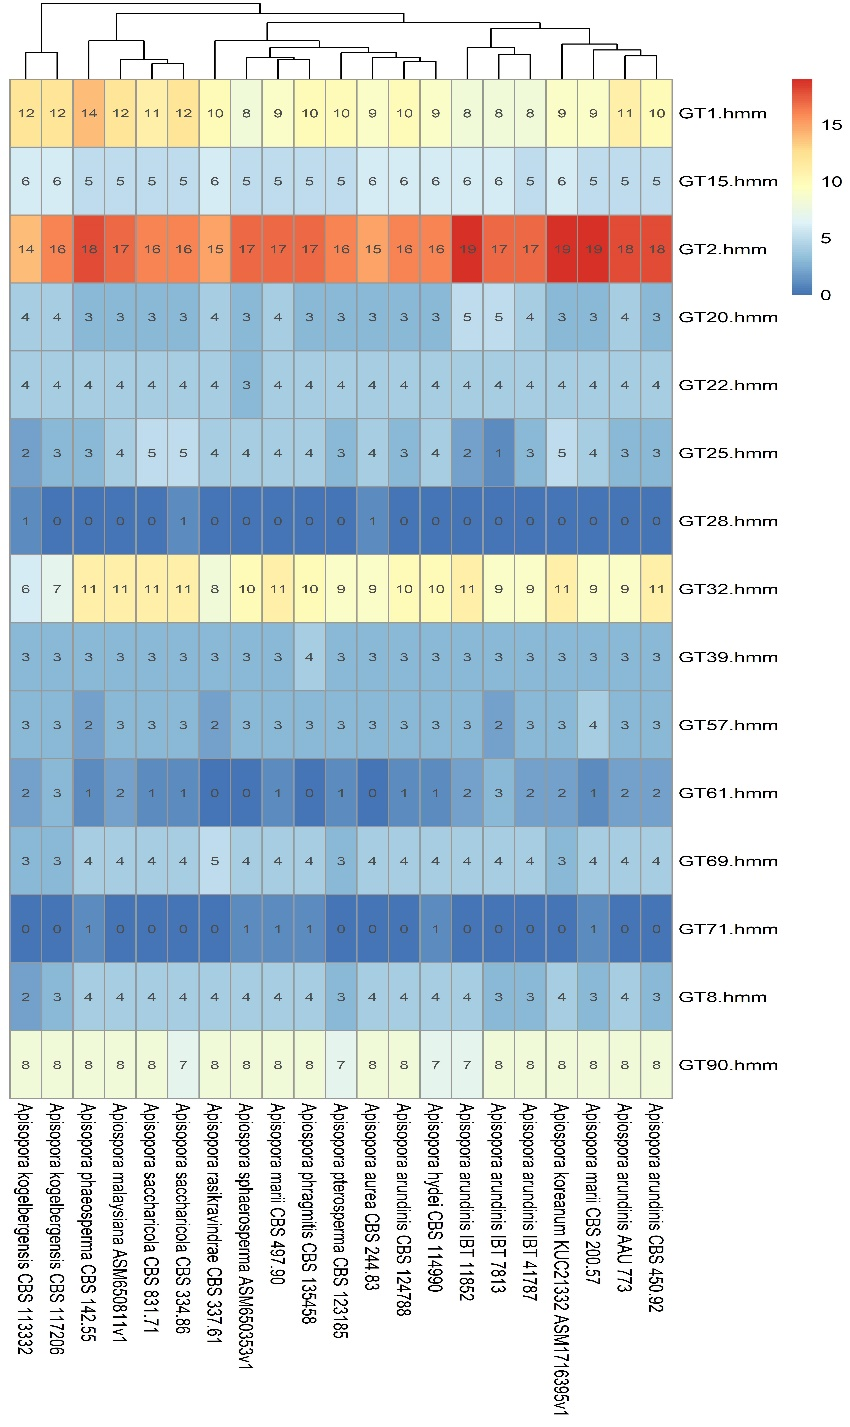 12 12 14 12 11 12 10 8 9 10 10 9 10 9 8 8 8 9 9 11 10 GT1.hmm
6 6 5 5 5 5 6 5 5 5 5 6 6 6 6 6 5 6 5 5 5 GT15.hmm
14 16 18 17 16 16 15 17 17 17 16 15 16 16 19 17 17 19 19 18 18 GT2.hmm
4 4 3 3 3 3 4 3 4 3 3 3 3 3 5 5 4 3 3 4 3 GT20.hmm
4 4 4 4 4 4 4 3 4 4 4 4 4 4 4 4 4 4 4 4 4 GT22.hmm
2 3 3 4 5 5 4 4 4 4 3 4 3 4 2 1 3 5 4 3 3 GT25.hmm
1 0 0 0 0 1 0 0 0 0 0 1 0 0 0 0 0 0 0 0 0 GT28.hmm
6 7 11 11 11 11 8 10 11 10 9 9 10 10 11 9 9 11 9 9 11 GT32.hmm
3 3 3 3 3 3 3 3 3 4 3 3 3 3 3 3 3 3 3 3 3 GT39.hmm
3 3 2 3 3 3 2 3 3 3 3 3 3 3 3 2 3 3 4 3 3 GT57.hmm
2 3 1 2 1 1 0 0 1 0 1 0 1 1 2 3 2 2 1 2 2 GT61.hmm
3 3 4 4 4 4 5 4 4 4 3 4 4 4 4 4 4 3 4 4 4 GT69.hmm
0 0 1 0 0 0 0 1 1 1 0 0 0 1 0 0 0 0 1 0 0 GT71.hmm
2 3 4 4 4 4 4 4 4 4 3 4 4 4 4 3 3 4 3 4 3 GT8.hmm
8 8 8 8 8 7 8 8 8 8 7 8 8 7 7 8 8 8 8 8 8 GT90.hmm
15
10
5
0
Apisopora kogelbergensis CBS 113332
Apisopora kogelbergensis CBS 117206
Apisopora phaeosperma CBS 142.55
Apiospora malaysiana ASM650811v1
Apisopora saccharicola CBS 831.71
Apisopora saccharicola CBS 334.86
Apisopora rasikravindrae CBS 337.61
Apiospora sphaerosperma ASM650353v1
Apisopora marii CBS 497.90
Apiospora phragmitis CBS 135458
Apisopora pterosperma CBS 123185
Apisopora aurea CBS 244.83
Apisopora arundinis CBS 124788
Apisopora hydei CBS 114990
Apisopora arundinis IBT 11852
Apisopora arundinis IBT 7813
Apisopora arundinis IBT 41787
Apiospora koreanum KUC21332 ASM1716395v1
Apisopora marii CBS 200.57
Apiospora arundinis AAU 773
Apisopora arundinis CBS 450.92